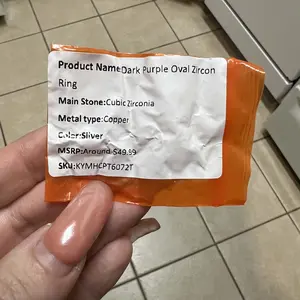 Product Name:Dark Purple Oval Zircon
Ring
Main Stone:Cubic Zirconia
Metal type:Copper
Color:Sliver
MSRP:Around $49.99
SKU:KYMHCPT6072T